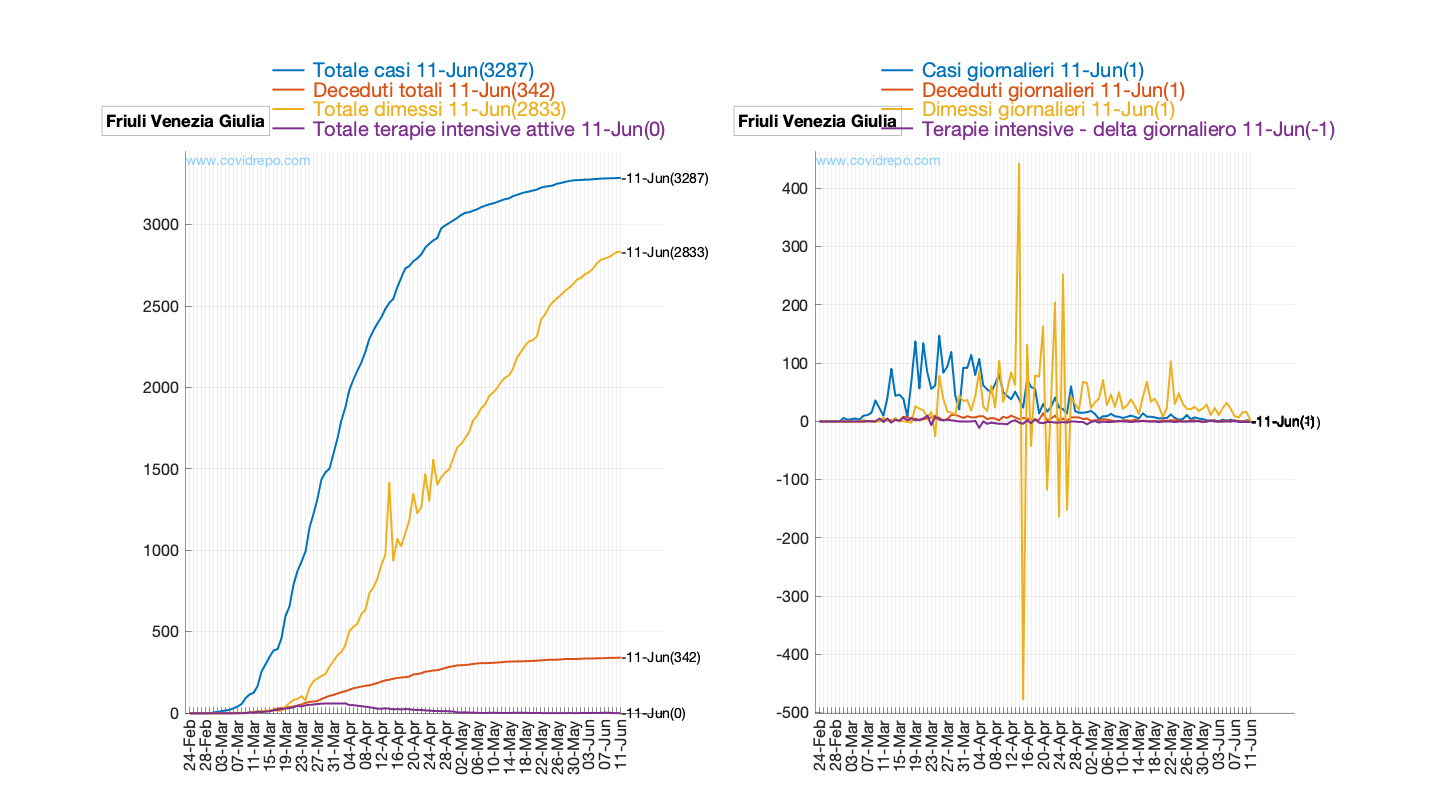 Totale casi 11-Jun(3287)
Deceduti totali 11-Jun(342)
Totale dimessi 11-Jun(2833)
Totale terapie intensive attive 11-Jun(0)
Friuli Venezia Giulia
www.covidrepo.com
-11-Jun(3287)
-11-Jun(2833)
-11-Jun(342)
-11-Jun(0)
3000
2500
2000
1500
1000
500
0
24-Feb
28-Feb
03-Mar
07-Mar
11-Mar
15-Mar
19-Mar
23-Mar
27-Mar
31-Mar
04-Apr
08-Apr
12-Apr
16-Apr
20-Apr
24-Apr
28-Apr
02-May
06-May
10-May
14-May
18-May
22-May
26-May
30-May
03-Jun
07-Jun
11-Jun
Casi giornalieri 11-Jun(1)
Deceduti giornalieri 11-Jun(1)
Dimessi giornalieri 11-Jun(1)
Terapie intensive - delta giornaliero 11-Jun(-1)
Friuli Venezia Giulia
www.covidrepo.com
400
300
200
100
0
-100
-200
-300
-400
-500
-11-Jun(1)
24-Feb
28-Feb
03-Mar
07-Mar
11-Mar
15-Mar
19-Mar
23-Mar
27-Mar
31-Mar
04-Apr
08-Apr
12-Apr
16-Apr
20-Apr
24-Apr
28-Apr
02-May
06-May
10-May
14-May
18-May
22-May
26-May
30-May
03-Jun
07-Jun
11-Jun